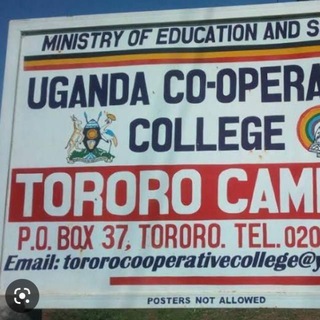 MINISTRY OF EDUCATION AND S
UGANDA CO-OPERA
COLLEGE
TORORO CAM
P.O. BOX 37, TORORO. TEL. 020
Email: tororocooperativecollege@y
POSTERS NOT ALLOWED